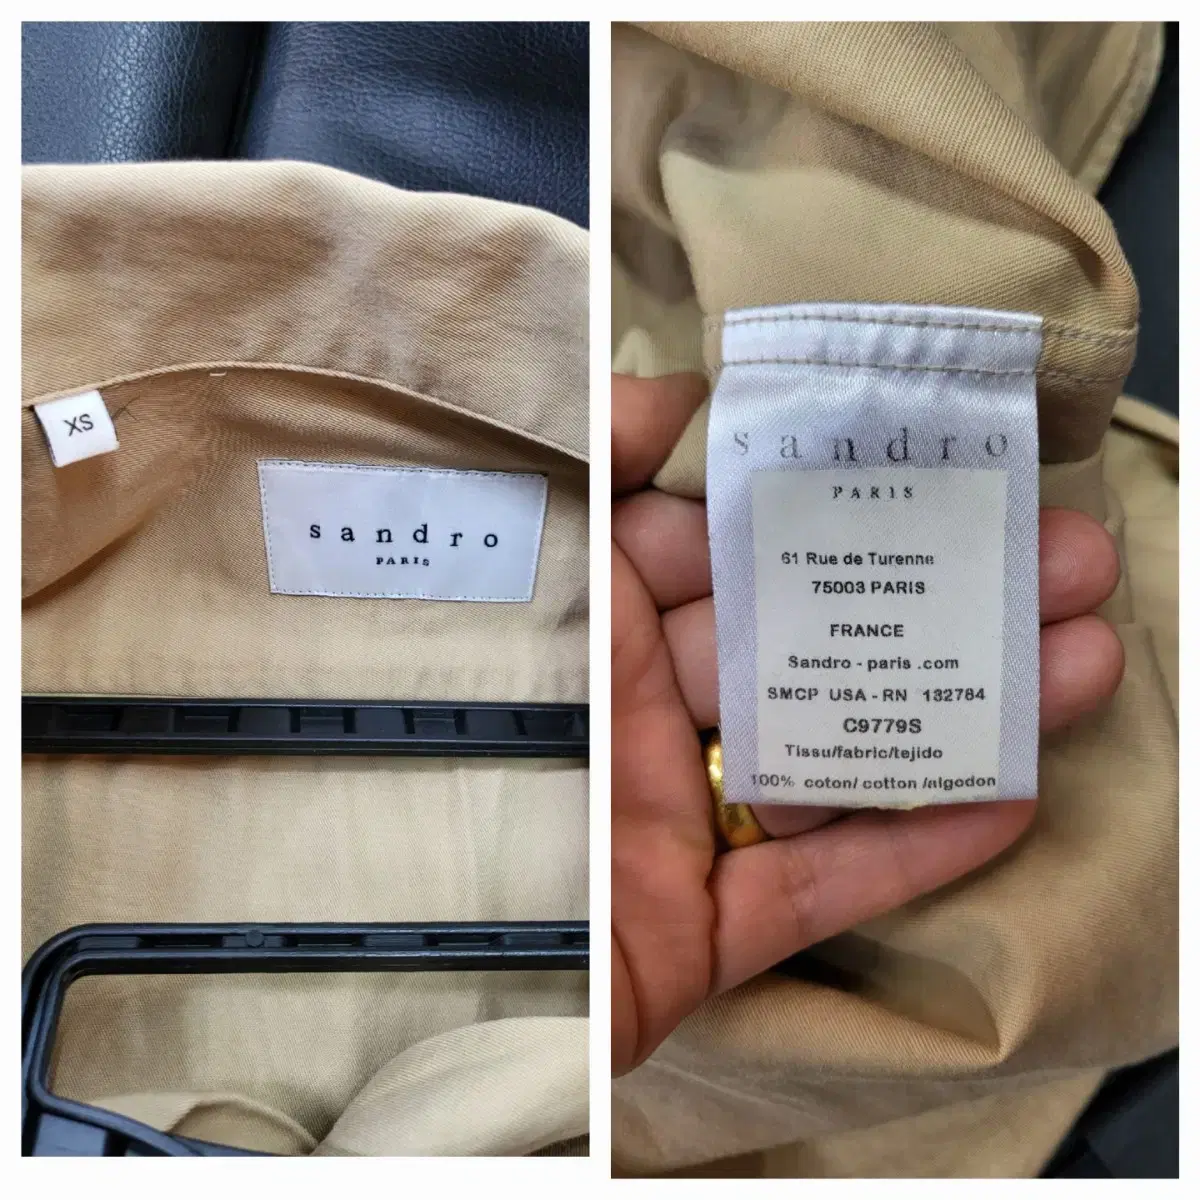 XS
sandro
PARIS
sandro
PARIS
61 Rue de Turenne
75003 PARIS
FRANCE
Sandro - paris .com
SMCP USA - RN 132784
C9779S
Tissu/fabric/tejido
100% coton/ cotton /algodon